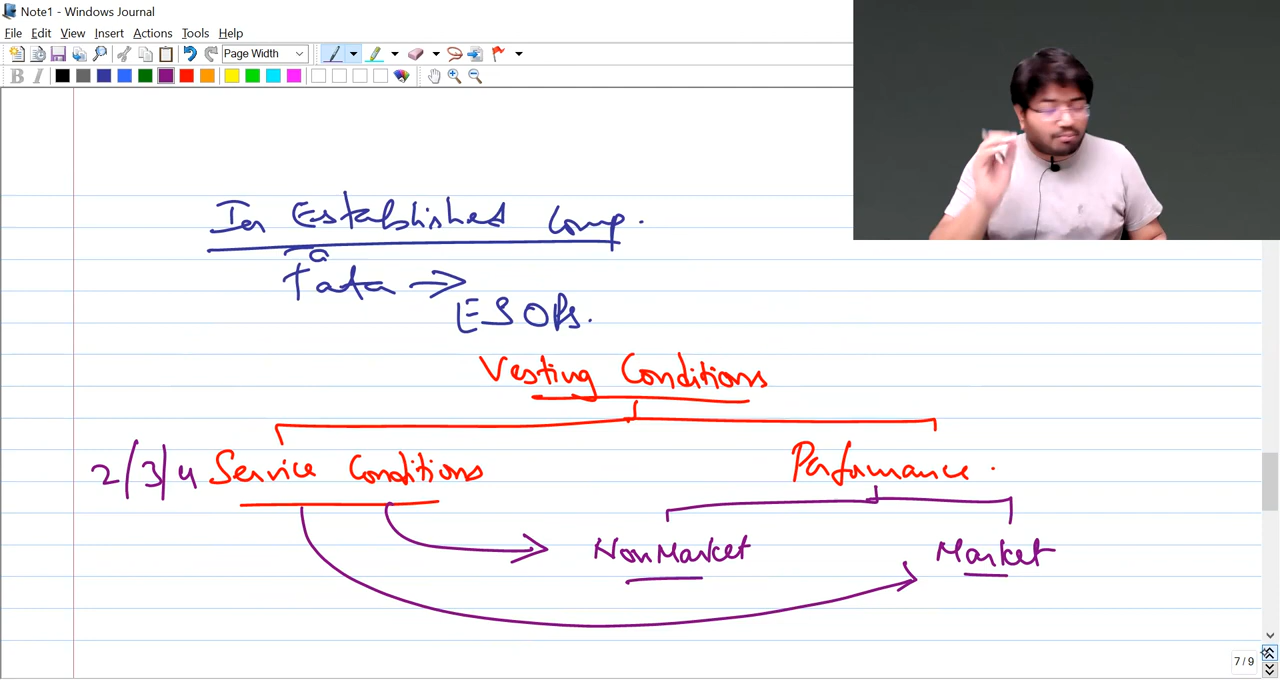 Note1 - Windows Journal
File Edit View Insert Actions Tools Help
Page Width
B I
In Established Comp.
Tata → ESOPs.
Vesting Conditions
2/3/4 Service Conditions Performance.
Non Market Market
7 / 9